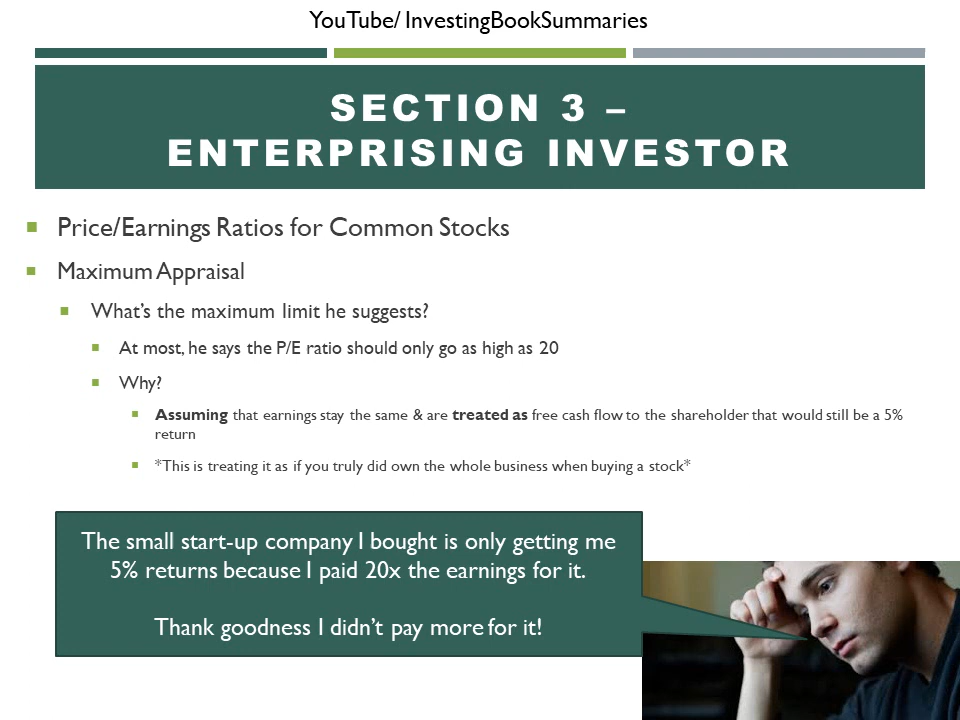 YouTube/ InvestingBookSummaries
SECTION 3 –
ENTERPRISING INVESTOR
Price/Earnings Ratios for Common Stocks
Maximum Appraisal
What’s the maximum limit he suggests?
At most, he says the P/E ratio should only go as high as 20
Why?
Assuming that earnings stay the same & are treated as free cash flow to the shareholder that would still be a 5%
return
*This is treating it as if you truly did own the whole business when buying a stock*
The small start-up company I bought is only getting me
5% returns because I paid 20x the earnings for it.
Thank goodness I didn’t pay more for it!